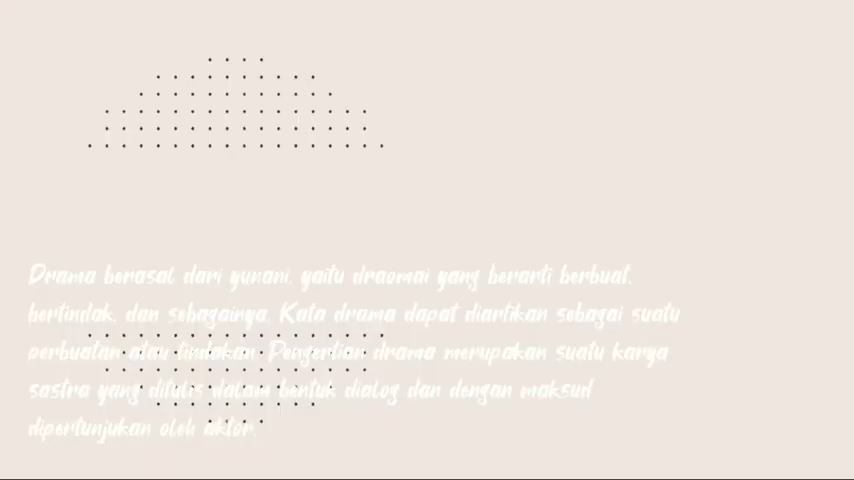 Drama berasal dari yunani, yaitu draomai yang berarti berbuat,
bertindak, dan sebagainya. Kata drama dapat diartikan sebagai suatu
perbuatan atau tindakan. Pengertian drama merupakan suatu karya
sastra yang ditulis dalam bentuk dialog dan dengan maksud
dipertunjukan oleh aktor.